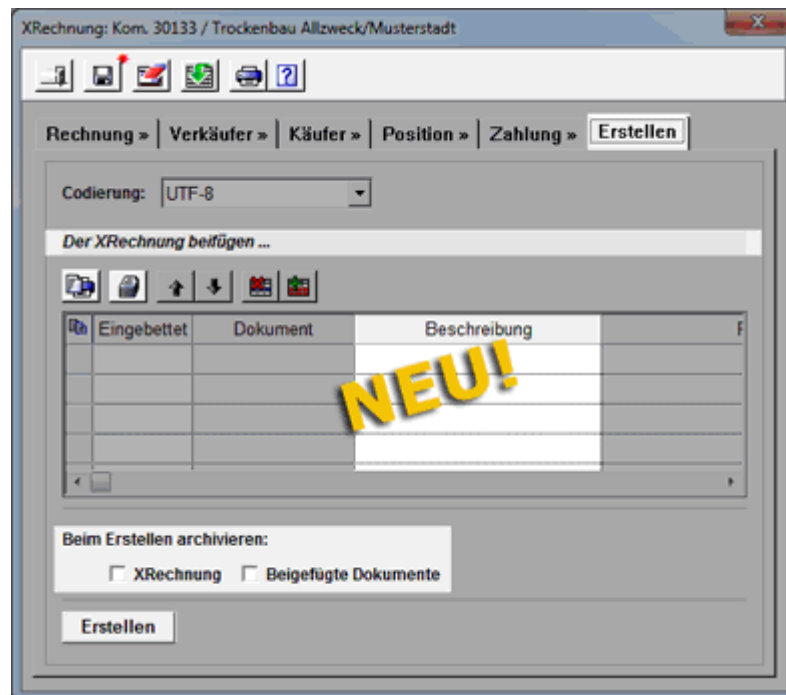 XRechnung: Kom. 30133 / Trockenbau Allzweck/Musterstadt
Rechnung » Verkäufer » Käufer » Position » Zahlung » Erstellen
Codierung: UTF-8
Der XRechnung beifügen ...
Eingebettet Dokument Beschreibung
NEU!
Beim Erstellen archivieren:
XRechnung Beigefügte Dokumente
Erstellen